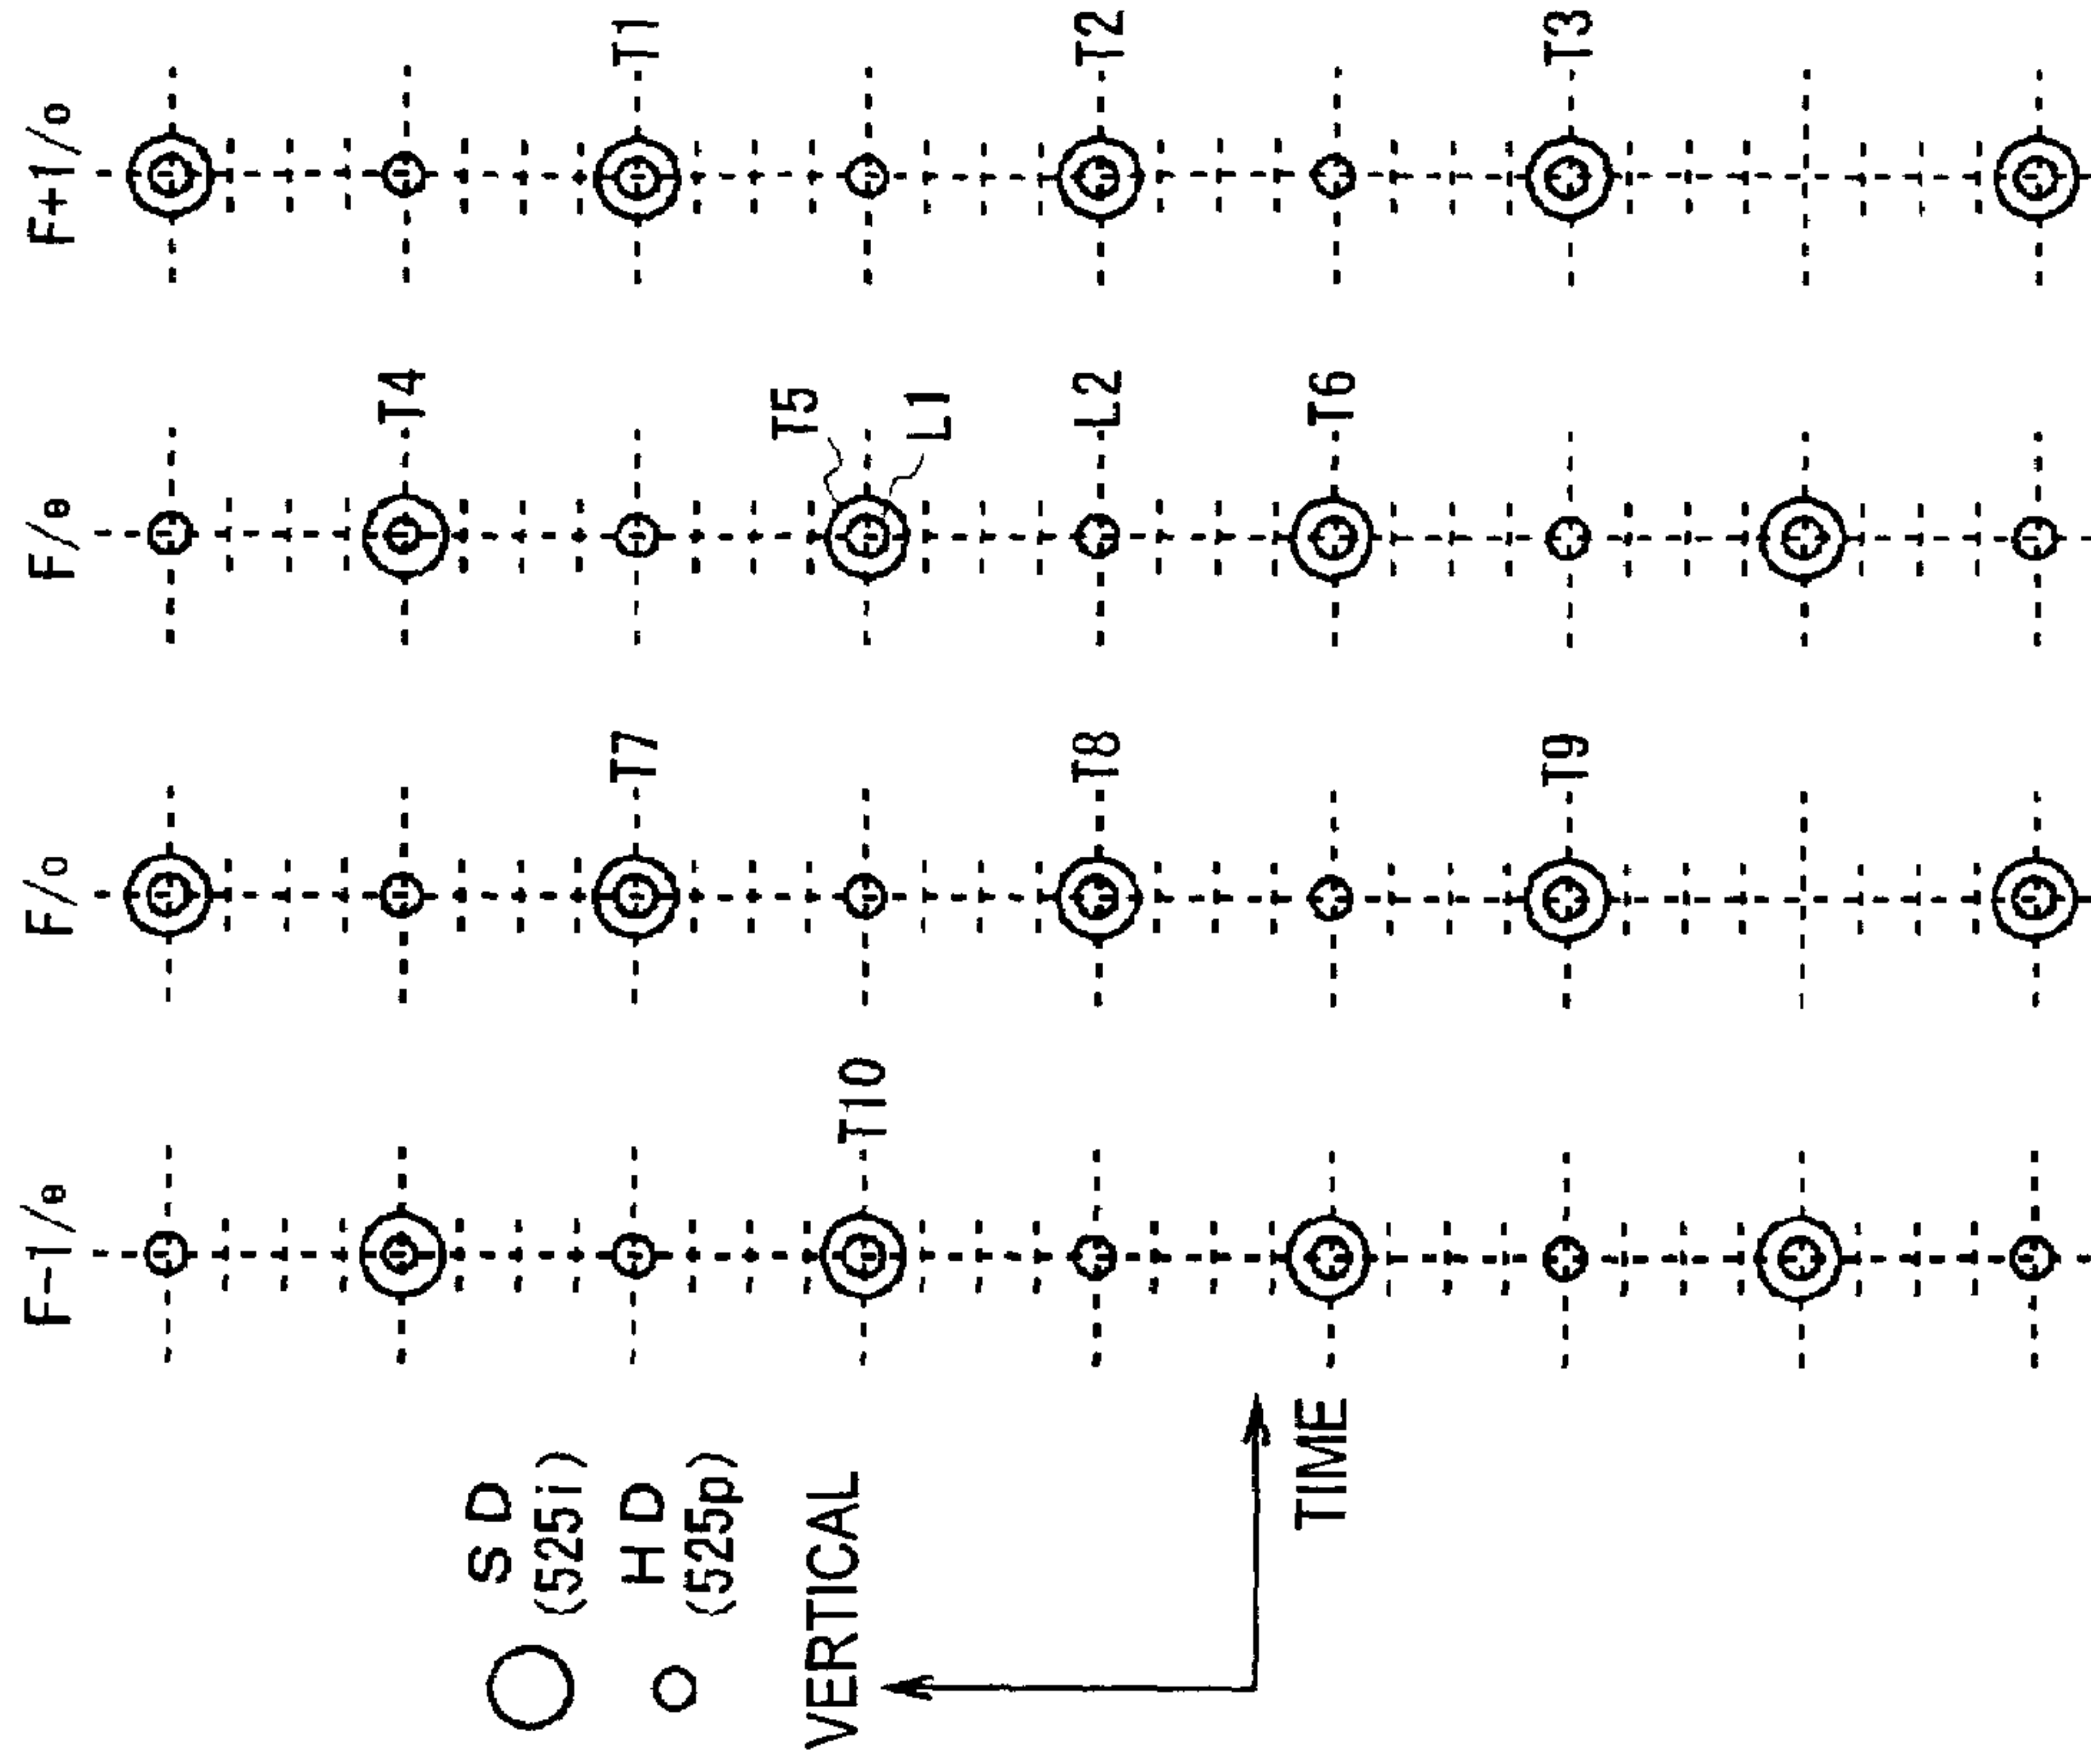 F-1/e
F/o
F/e
F+1/o
T4
T7
T1
T10
T5
L1
T8
L2
T2
T6
T9
T3
SD
(525i)
HD
(525p)
VERTICAL
TIME